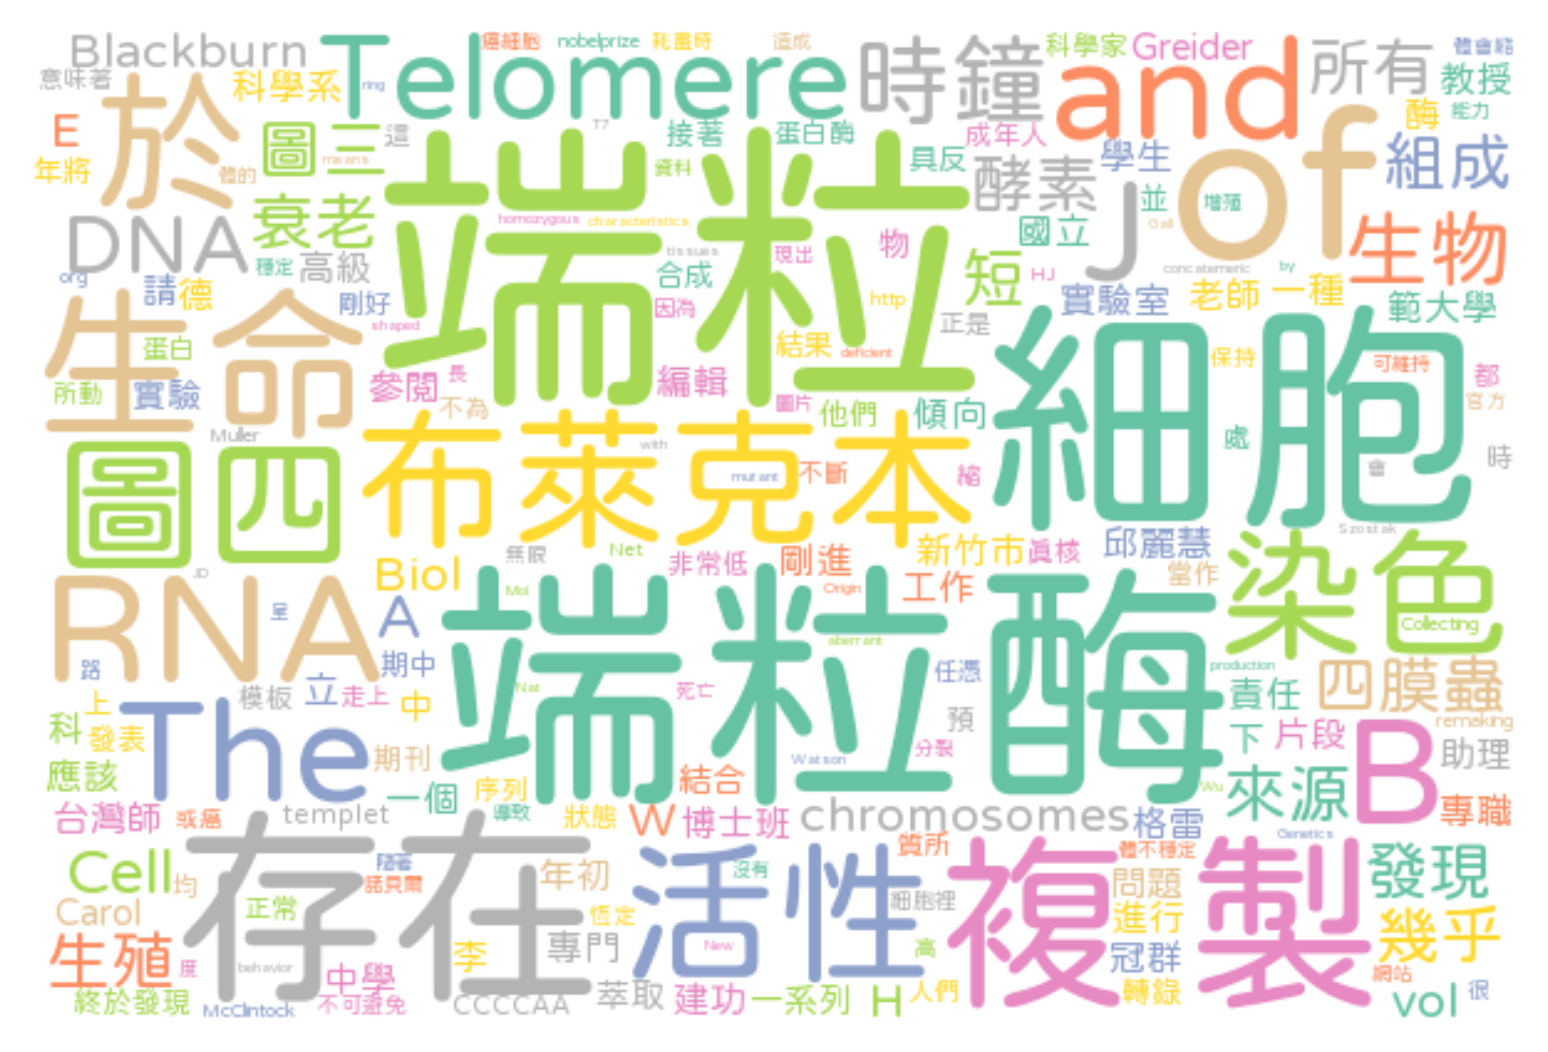 Blackburn
Telomere
癌細胞
nobelprize
耗盡時
造成
時鐘
科學家
Greider
and
所有
體會縮
意味著
科學系
ring
教授
於
E
圖三
這
T7
接著
蛋白酶
成年人
of
酶
能力
年將
means
體的
端粒
資料
具反
酵素
學生
組成
J
並
增殖
DNA
衰老
homozygous
characteristics
物
國立
Gall
生物
org
穩定
高級
tissues
現出
合成
短
HJ
concatemeric
by
請
德
剛好
因為
http
正是
實驗室
老師
一種
範大學
生命
shaped
蛋白
結果
deficient
細胞
保持
可維持
所動
實驗
參閱
長
編輯
圖片
他們
傾向
都
官方
不為
Muller
布萊克本
with
處
會
時
圖四
mutant
不斷
縮
Szostak
JD
Biol
無限
Net
非常低
剛進
新竹市
真核
邱麗慧
當作
染色
RNA
呈
A
Mol
Origin
工作
端粒酶
aberrant
Collecting
路
期中
Nat
死亡
任憑
production
四膜蟲
上
模板
立
走上
中
預
責任
科
發表
The
期刊
Watson
分裂
下
片段
B
remaking
助理
應該
一個
序列
結合
Wu
來源
台灣師
或癌
templet
導致
狀態
W
博士班
chromosomes
格雷
Genetics
專職
Cell
均
存在
隨著
諾貝爾
年初
活性
沒有
質所
複製
體不穩定
發現
Carol
正常
恆定
細胞裡
問題
進行
幾乎
生殖
度
behavior
中學
李
專門
New
高
冠群
網站
終於發現
McClintock
不可避免
CCCCAA
萃取
建功
一系列
H
人們
轉錄
vol
很